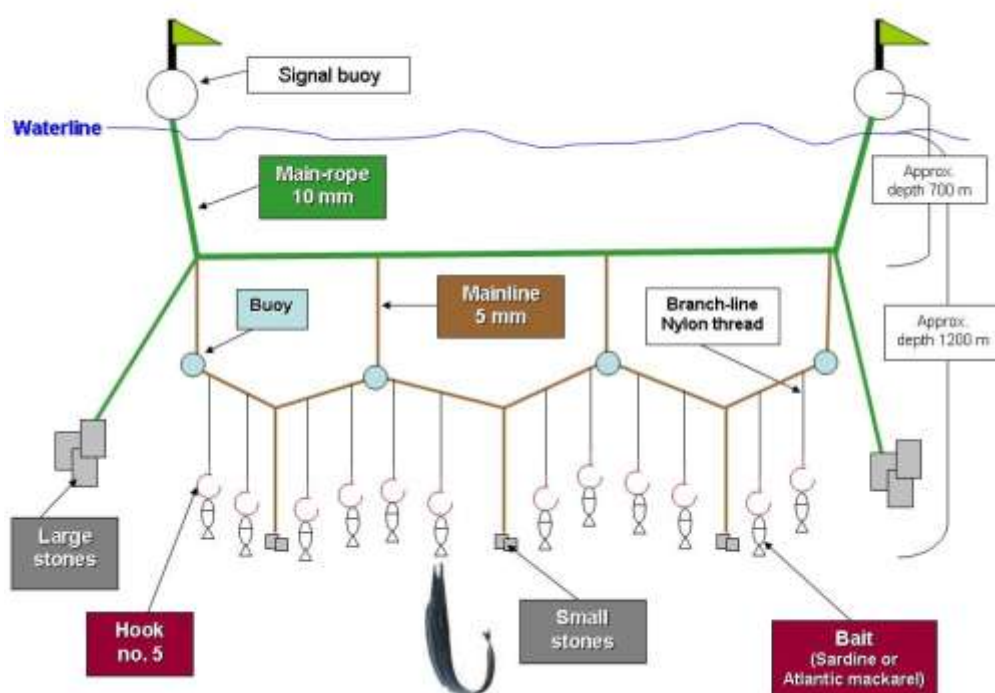 Signal buoy
Waterline
Main-rope
10 mm
Approx.
depth 700 m
Buoy
Mainline
5 mm
Branch-line
Nylon thread
Approx.
depth 1200 m
Large
stones
Hook
no. 5
Small
stones
Bait
(Sardine or
Atlantic mackarel)